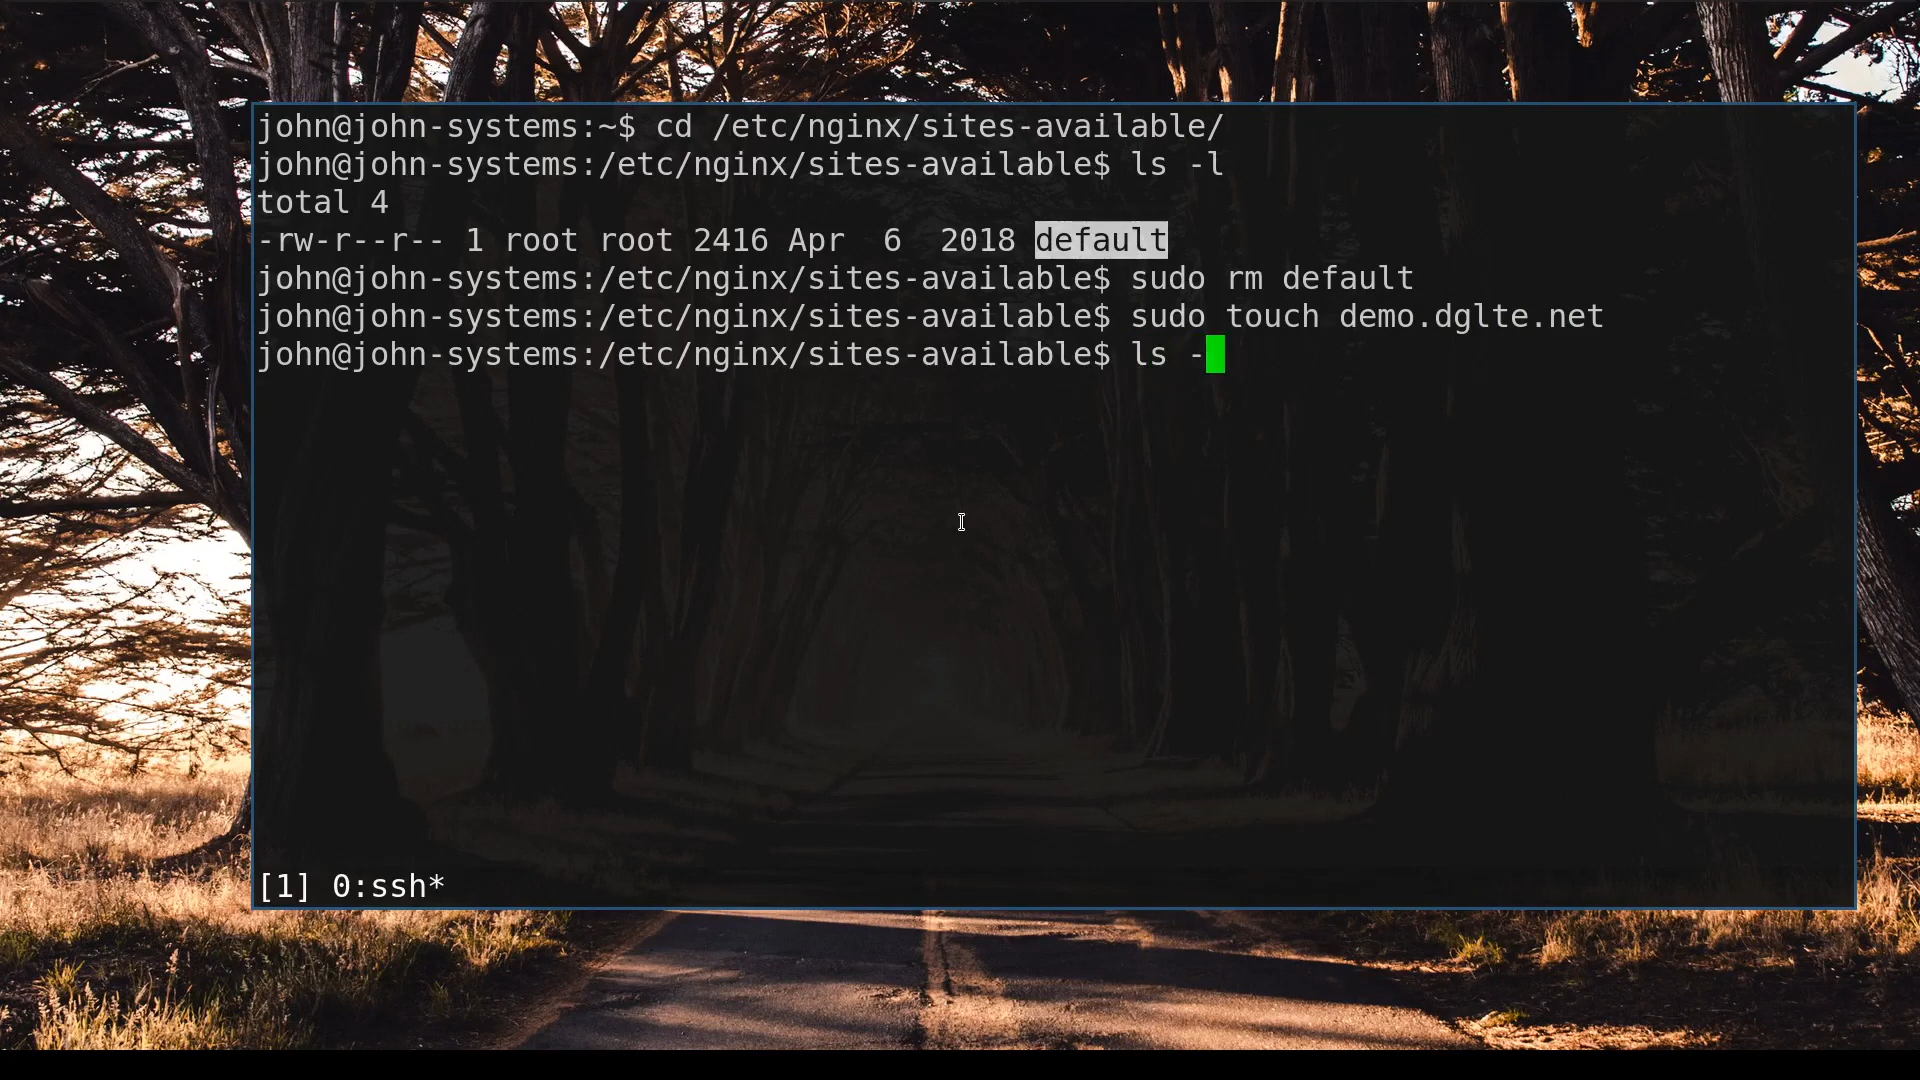 john@john-systems:~$ cd /etc/nginx/sites-available/
john@john-systems:/etc/nginx/sites-available$ ls -l
total 4
-rw-r--r-- 1 root root 2416 Apr  6  2018 default
john@john-systems:/etc/nginx/sites-available$ sudo rm default
john@john-systems:/etc/nginx/sites-available$ sudo touch demo.dglte.net
john@john-systems:/etc/nginx/sites-available$ ls -
[1] 0:ssh*